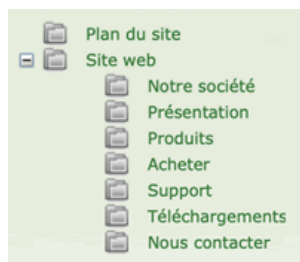 Plan du site
Site web
Notre société
Présentation
Produits
Acheter
Support
Téléchargements
Nous contacter